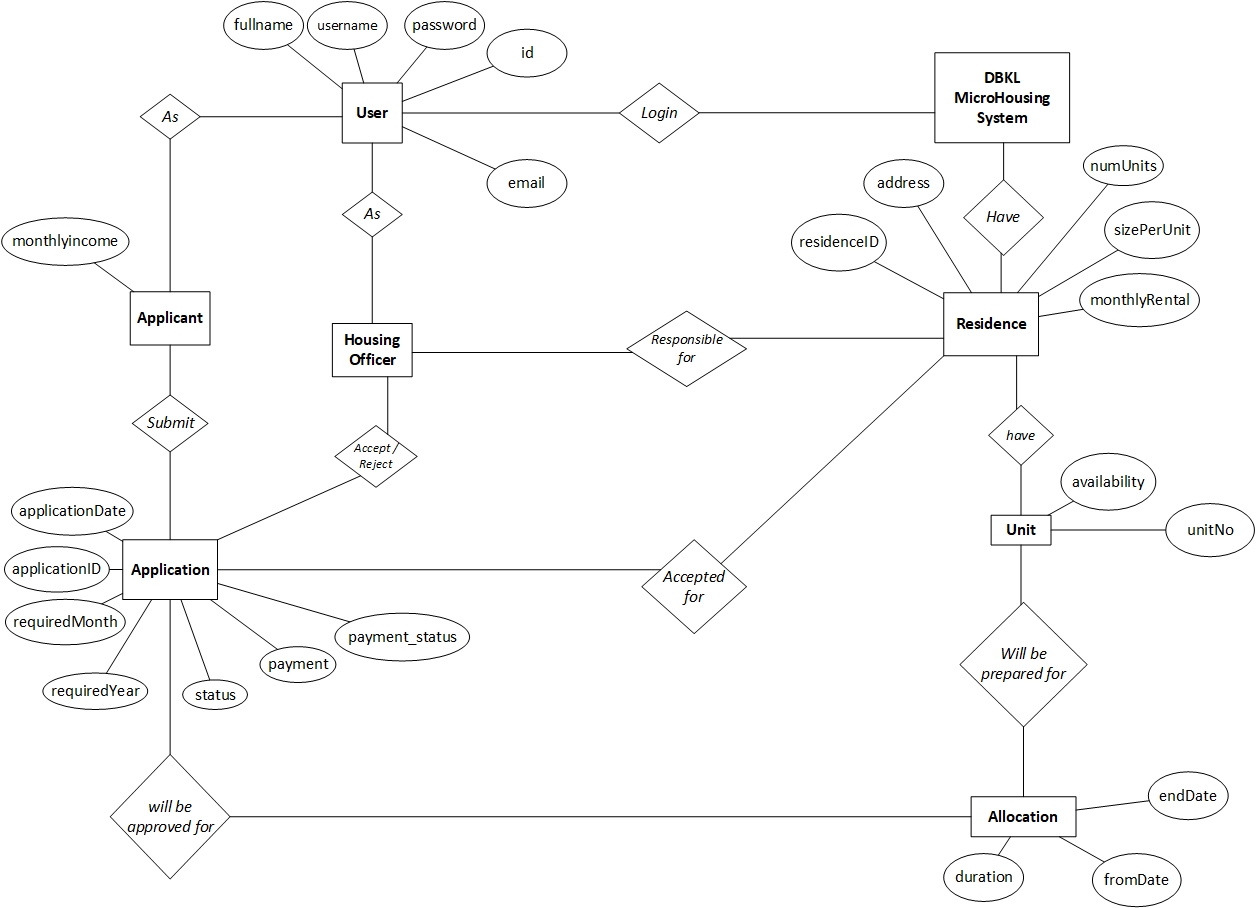 fullname
username
password
id
DBKL
MicroHousing
System
As
User
Login
numUnits
address
email
As
Have
sizePerUnit
monthlyincome
residenceID
monthlyRental
Applicant
Housing
Officer
Responsible
for
Residence
Submit
Accept /
Reject
have
availability
applicationDate
Unit
unitNo
applicationID
Application
Accepted
for
requiredMonth
payment_status
Will be
prepared for
payment
requiredYear
status
will be
approved for
Allocation
endDate
duration
fromDate